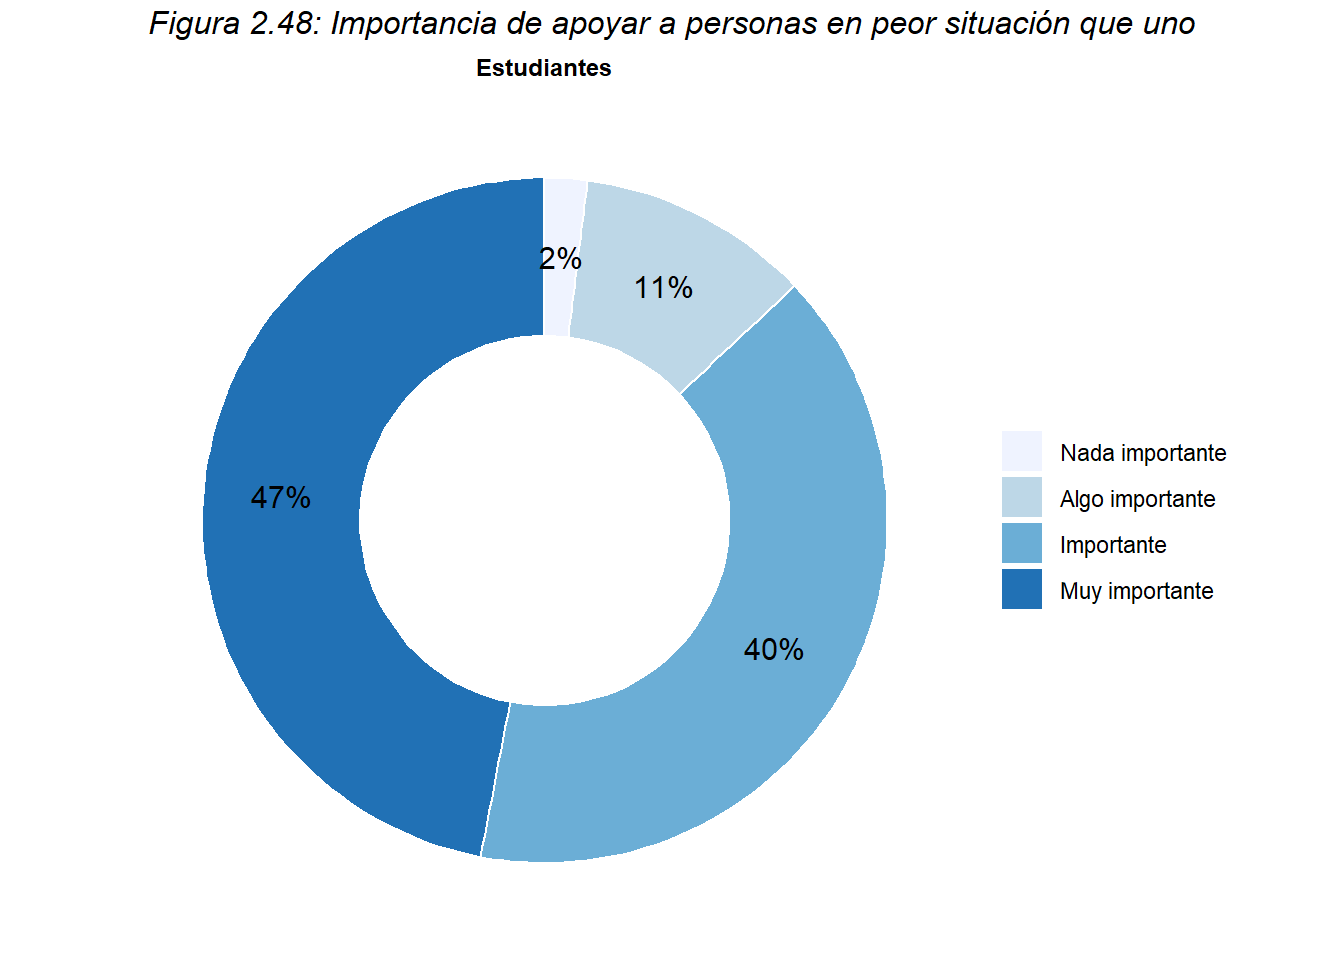 Figura 2.48: Importancia de apoyar a personas en peor situación que uno
Estudiantes
2%
11%
47%
40%
Nada importante
Algo importante
Importante
Muy importante